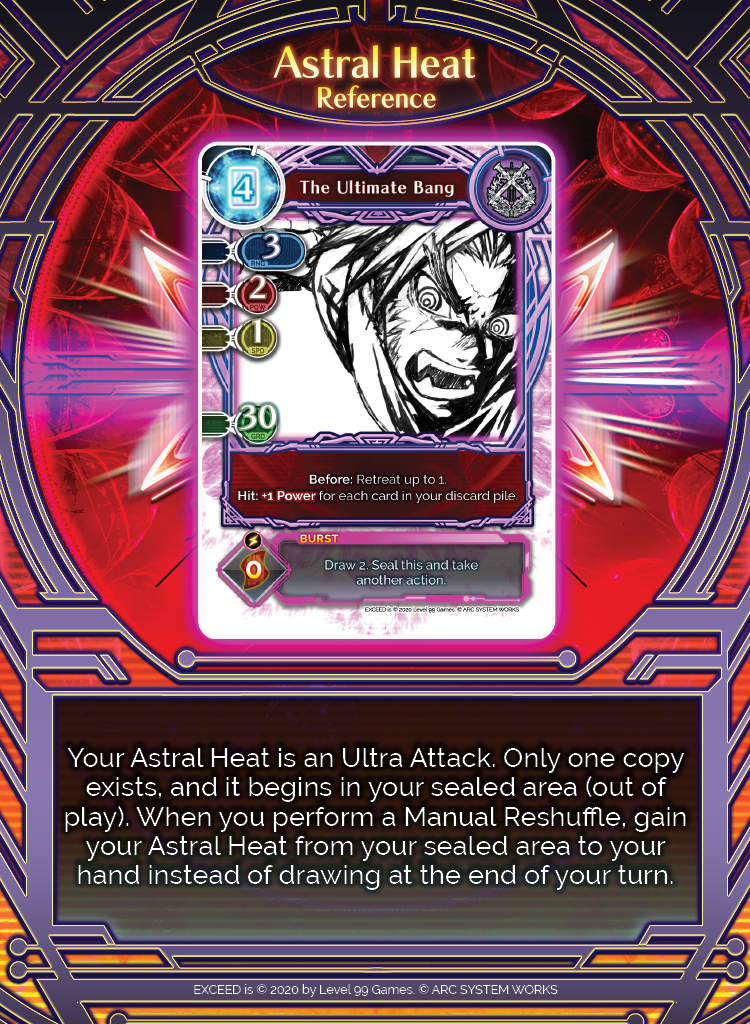 Astral Heat
Reference
4
The Ultimate Bang
3
RNG
2
POW
1
SPD
30
GRD
Before: Retreat up to 1.
Hit: +1 Power for each card in your discard pile.
BURST
0
Draw 2. Seal this and take
another action.
EXCEED is © 2020 Level 99 Games. © ARC SYSTEM WORKS
Your Astral Heat is an Ultra Attack. Only one copy
exists, and it begins in your sealed area (out of
play). When you perform a Manual Reshuffle, gain
your Astral Heat from your sealed area to your
hand instead of drawing at the end of your turn.
EXCEED is © 2020 by Level 99 Games. © ARC SYSTEM WORKS